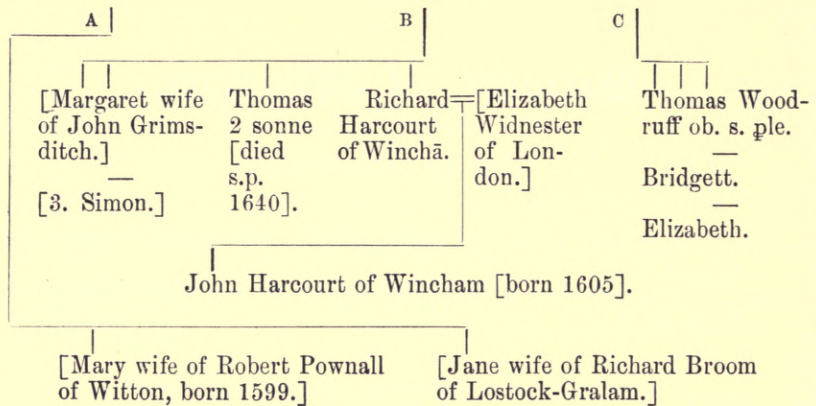 A B C
[Margaret wife of John Grims-
ditch.]
—
[3. Simon.]
Thomas
2 sonne
[died
s.p.
1640].
Richard
Harcourt
of Winchā.
[Elizabeth
Widnester
of Lon-
don.]
Thomas Wood-
ruff ob. s. ꝑle.
—
Bridgett.
—
Elizabeth.
John Harcourt of Wincham [born 1605].
[Mary wife of Robert Pownall
of Witton, born 1599.]
[Jane wife of Richard Broom
of Lostock-Gralam.]